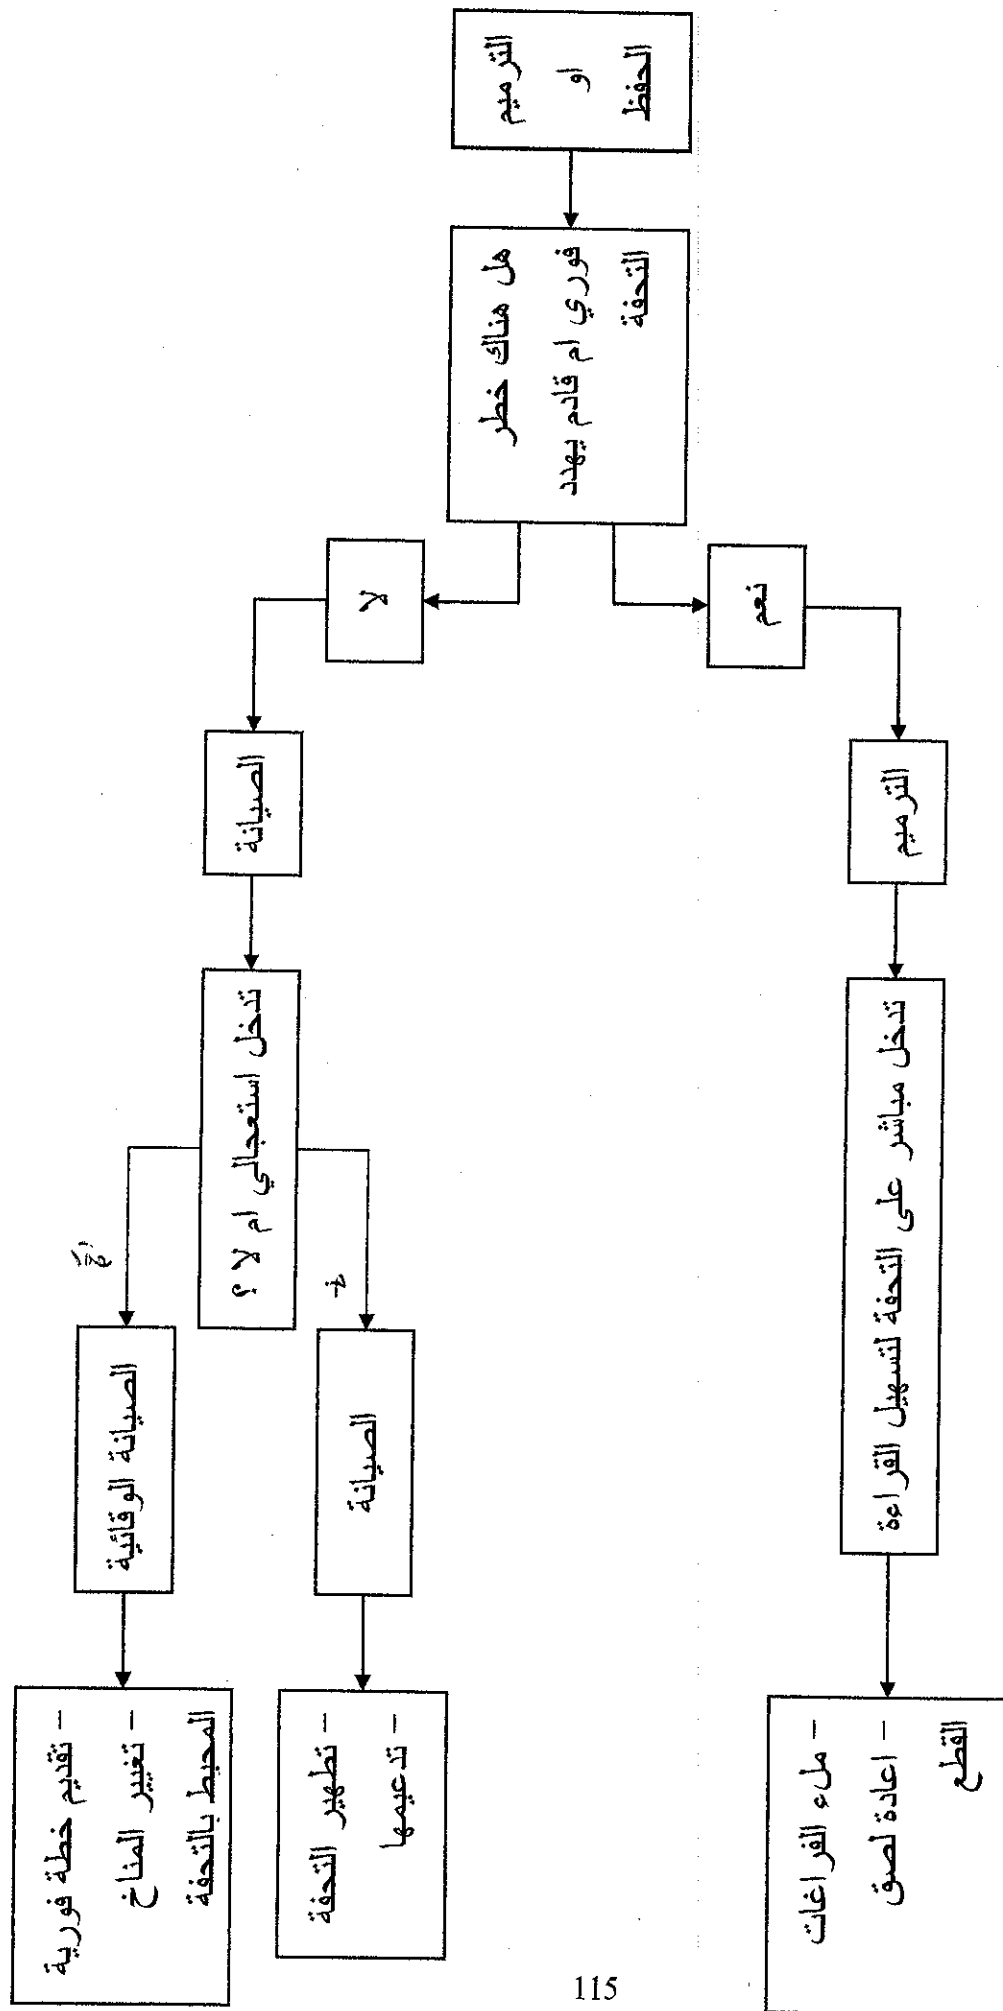 الترميم
او
الحفظ
هل هناك خطر
فوري ام قادم يهدد
التحفة
لا
نعم
الصيانة
الترميم
تدخل استعجالي ام لا ؟
تدخل مباشر على التحفة لتسهيل القراءة
الصيانة الوقائية
الصيانة
– تقديم خطة فورية
– تغيير المناخ
المحيط بالتحفة
– تطهير التحفة
– تدعيمها
– ملء الفراغات
– اعادة لصق
القطع
115